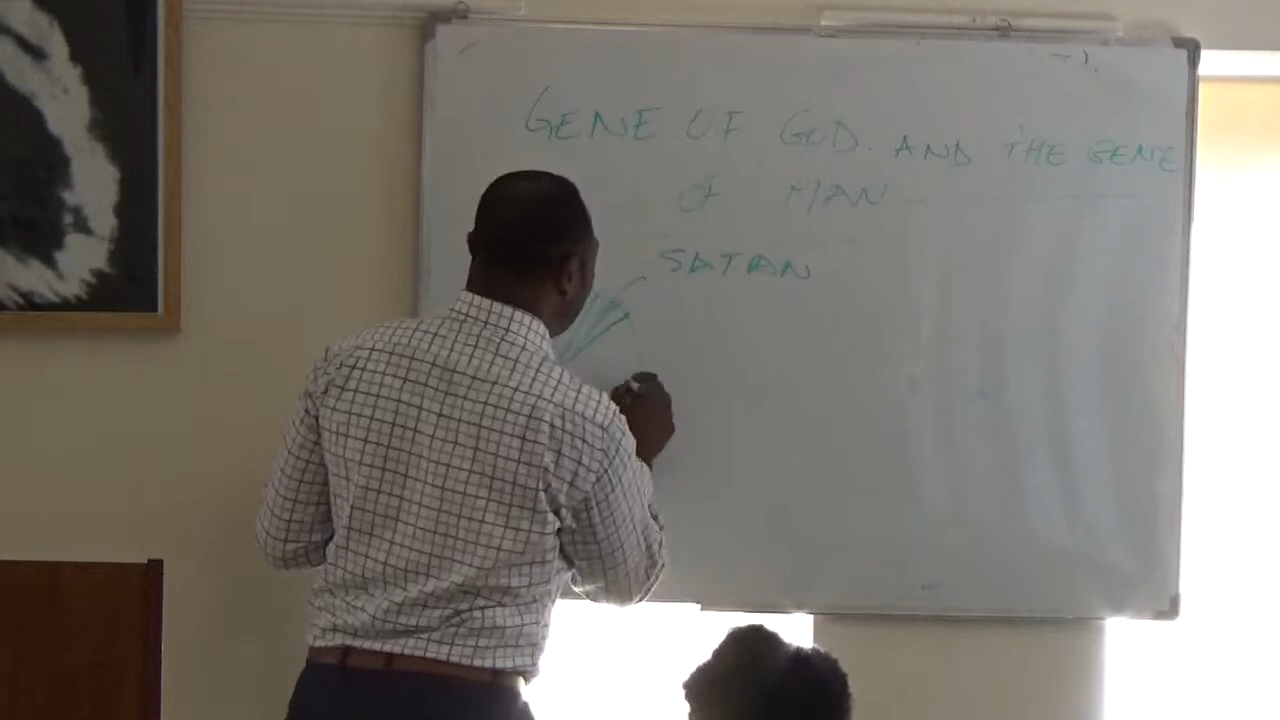 GENE OF GOD. AND THE GENE
OF MAN
SATAN